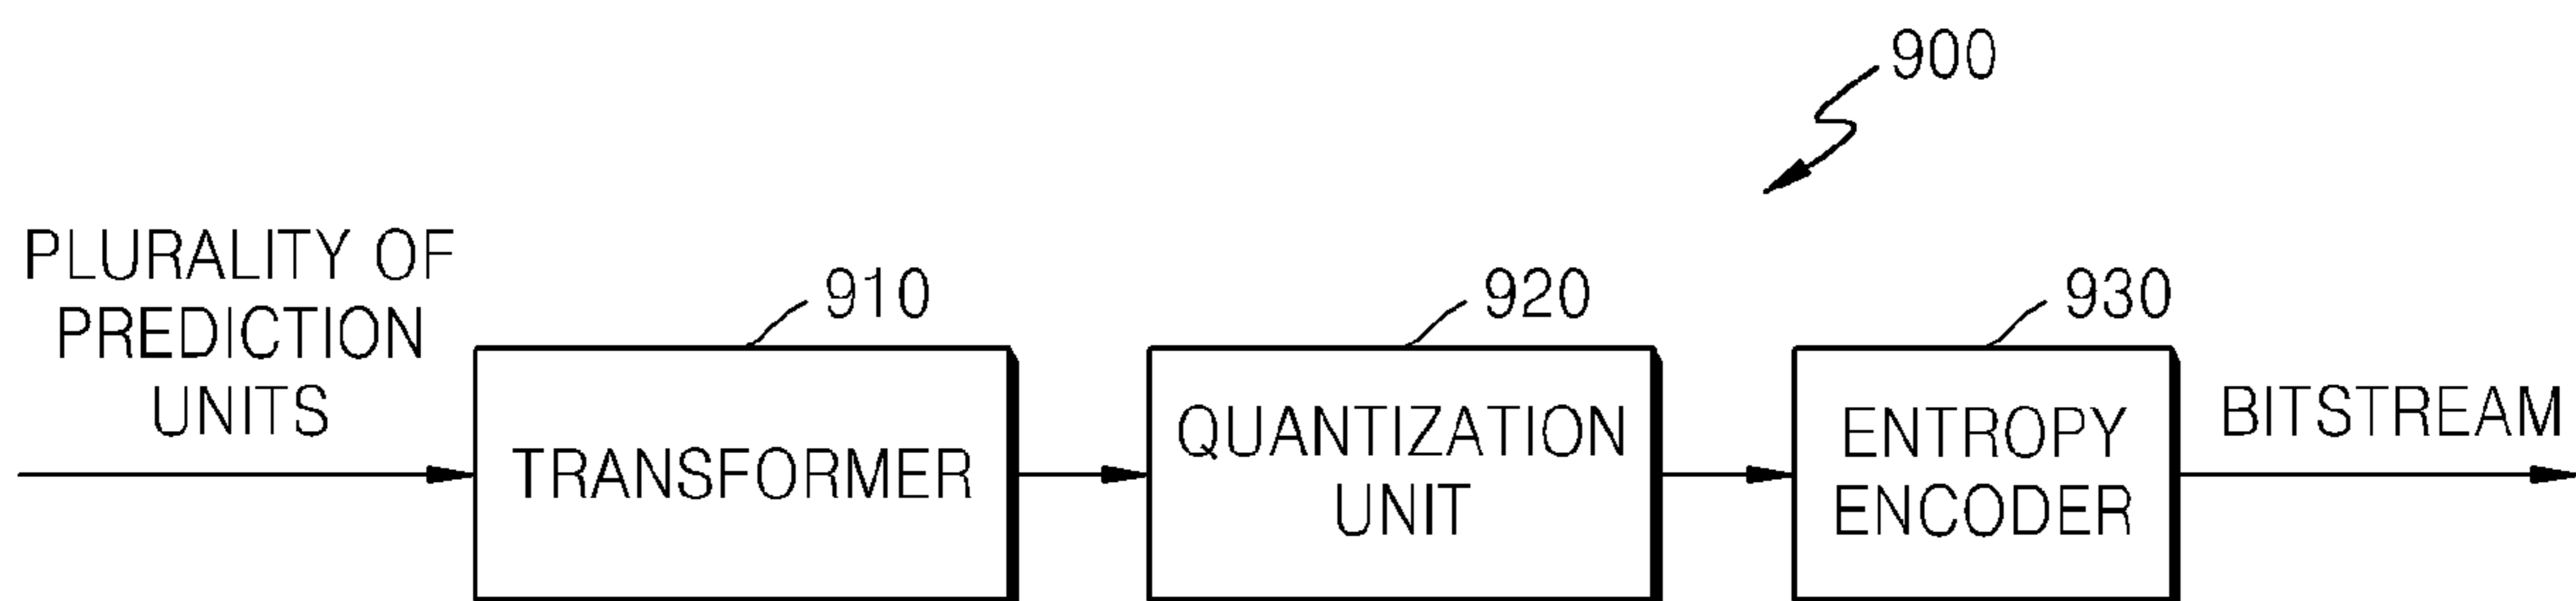 900
PLURALITY OF
PREDICTION
UNITS
910
TRANSFORMER
920
QUANTIZATION
UNIT
930
ENTROPY
ENCODER
BITSTREAM